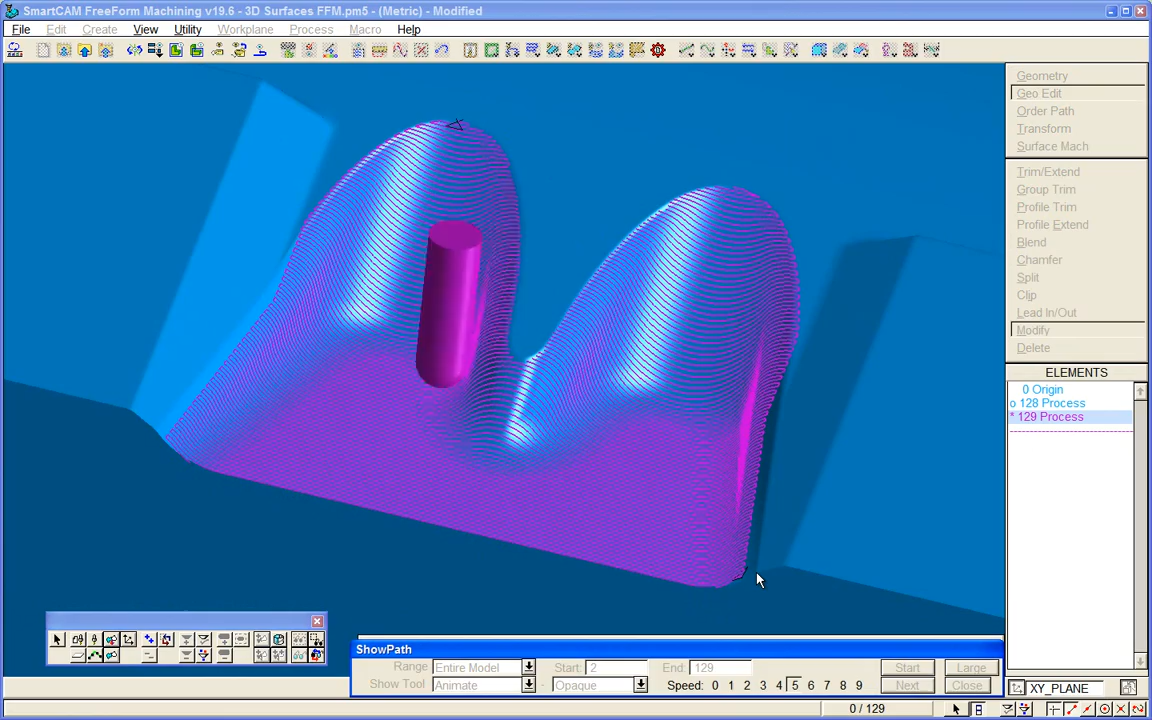 SmartCAM FreeForm Machining v19.6 - 3D Surfaces FFM.pm5 - (Metric) - Modified
File Edit Create View Utility Workplane Process Macro Help
Geometry
Geo Edit
Order Path
Transform
Surface Mach
Trim/Extend
Group Trim
Profile Trim
Profile Extend
Blend
Chamfer
Split
Clip
Lead In/Out
Modify
Delete
ELEMENTS
0 Origin
o 128 Process
* 129 Process
ShowPath
Range Entire Model Start: 2 End: 129 Start Large
Show Tool Animate - Opaque Speed: 0 1 2 3 4 5 6 7 8 9 Next Close
XY_PLANE
0 / 129